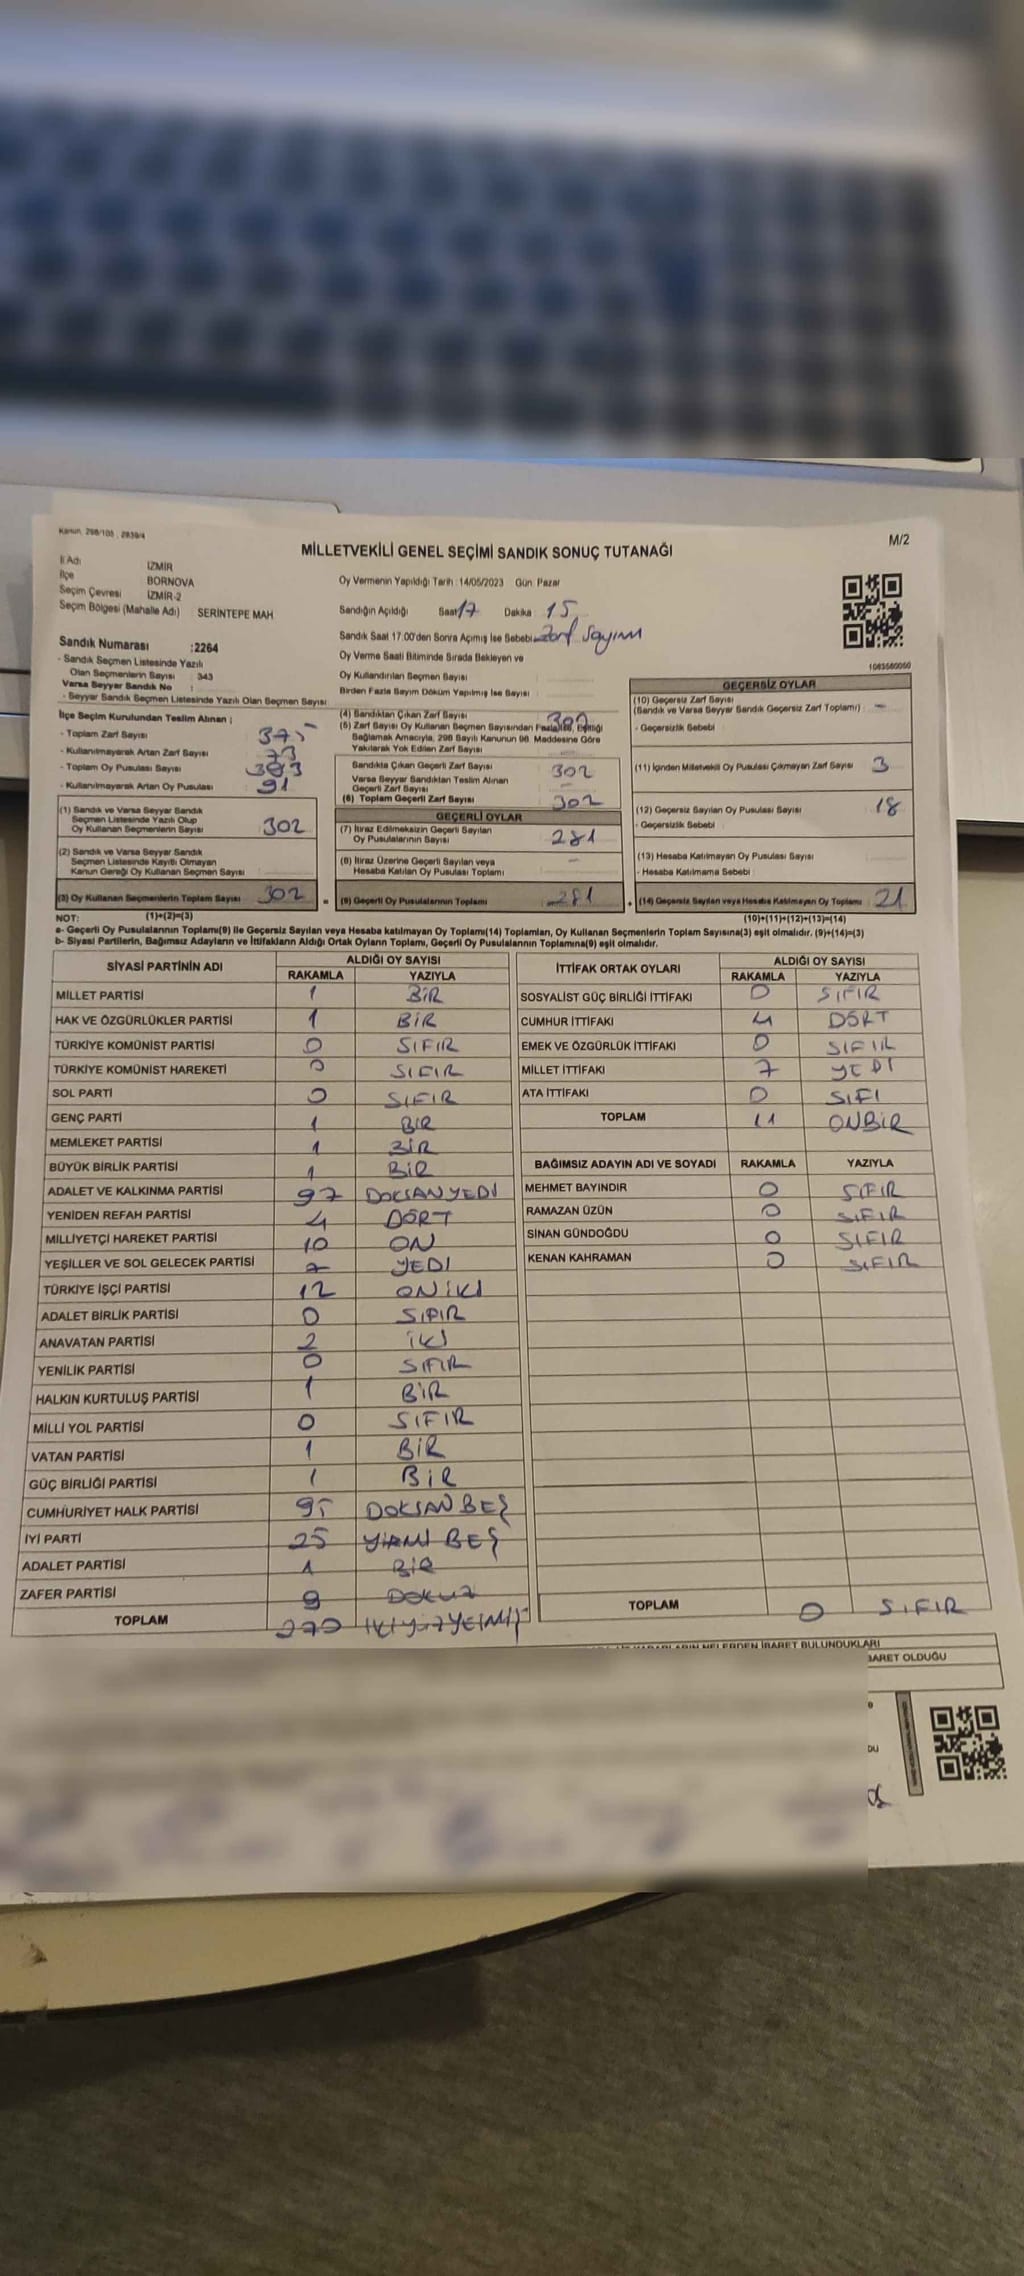 Kanun, 298/105 , 2839/4
M/2
MİLLETVEKİLİ GENEL SEÇİMİ SANDIK SONUÇ TUTANAĞI
İl Adı İZMİR
İlçe BORNOVA
Seçim Çevresi İZMİR-2
Seçim Bölgesi (Mahalle Adı) SERİNTEPE MAH
Oy Vermenin Yapıldığı Tarih : 14/05/2023 Gün Pazar
Sandığın Açıldığı Saat 17 Dakika 15
Sandık Saat 17:00'den Sonra Açılmış İse Sebebi Zarf Sayımı
Oy Verme Saati Bitiminde Sırada Bekleyen ve
Oy Kullandırılan Seçmen Sayısı
Birden Fazla Sayım Döküm Yapılmış İse Sayısı
Sandık Numarası :2264
- Sandık Seçmen Listesinde Yazılı
Olan Seçmenlerin Sayısı : 343
Varsa Seyyar Sandık No :
- Seyyar Sandık Seçmen Listesinde Yazılı Olan Seçmen Sayısı
İlçe Seçim Kurulundan Teslim Alınan ;
- Toplam Zarf Sayısı 375
- Kullanılmayarak Artan Zarf Sayısı 73
- Toplam Oy Pusulası Sayısı 393
- Kullanılmayarak Artan Oy Pusulası 91
(1) Sandık ve Varsa Seyyar Sandık
Seçmen Listesinde Yazılı Olup
Oy Kullanan Seçmenlerin Sayısı 302
(2) Sandık ve Varsa Seyyar Sandık
Seçmen Listesinde Kayıtlı Olmayan
Kanun Gereği Oy Kullanan Seçmen Sayısı
(3) Oy Kullanan Seçmenlerin Toplam Sayısı 302
(1)+(2)=(3)
(4) Sandıktan Çıkan Zarf Sayısı 302
(5) Zarf Sayısı Oy Kullanan Seçmen Sayısından Fazla İse, Eşitliği
Bağlamak Amacıyla, 298 Sayılı Kanunun 98. Maddesine Göre
Yakılarak Yok Edilen Zarf Sayısı -
Sandıkta Çıkan Geçerli Zarf Sayısı 302
Varsa Seyyar Sandıktan Teslim Alınan
Geçerli Zarf Sayısı -
(6) Toplam Geçerli Zarf Sayısı 302
GEÇERLİ OYLAR
(7) İtiraz Edilmeksizin Geçerli Sayılan
Oy Pusulalarının Sayısı 281
(8) İtiraz Üzerine Geçerli Sayılan veya
Hesaba Katılan Oy Pusulası Toplamı -
= (9) Geçerli Oy Pusulalarının Toplamı 281
1083580050
GEÇERSİZ OYLAR
(10) Geçersiz Zarf Sayısı
(Sandık ve Varsa Seyyar Sandık Geçersiz Zarf Toplamı) : -
- Geçersizlik Sebebi
(11) İçinden Milletvekili Oy Pusulası Çıkmayan Zarf Sayısı 3
(12) Geçersiz Sayılan Oy Pusulası Sayısı 18
- Geçersizlik Sebebi
(13) Hesaba Katılmayan Oy Pusulası Sayısı
- Hesaba Katılmama Sebebi
+ (14) Geçersiz Sayılan veya Hesaba Katılmayan Oy Toplamı 21
(10)+(11)+(12)+(13)=(14)
NOT:
a- Geçerli Oy Pusulalarının Toplamı(9) ile Geçersiz Sayılan veya Hesaba katılmayan Oy Toplamı(14) Toplamları, Oy Kullanan Seçmenlerin Toplam Sayısına(3) eşit olmalıdır. (9)+(14)=(3)
b- Siyasi Partilerin, Bağımsız Adayların ve İttifakların Aldığı Ortak Oyların Toplamı, Geçerli Oy Pusulalarının Toplamına(9) eşit olmalıdır.
SİYASİ PARTİNİN ADI ALDIĞI OY SAYISI
RAKAMLA YAZIYLA
MİLLET PARTİSİ 1 BİR
HAK VE ÖZGÜRLÜKLER PARTİSİ 1 BİR
TÜRKİYE KOMÜNİST PARTİSİ 0 SIFIR
TÜRKİYE KOMÜNİST HAREKETİ 0 SIFIR
SOL PARTİ 0 SIFIR
GENÇ PARTİ 1 BİR
MEMLEKET PARTİSİ 1 BİR
BÜYÜK BİRLİK PARTİSİ 1 BİR
ADALET VE KALKINMA PARTİSİ 97 DOKSANYEDİ
YENİDEN REFAH PARTİSİ 4 DÖRT
MİLLİYETÇİ HAREKET PARTİSİ 10 ON
YEŞİLLER VE SOL GELECEK PARTİSİ 7 YEDİ
TÜRKİYE İŞÇİ PARTİSİ 12 ONİKİ
ADALET BİRLİK PARTİSİ 0 SIFIR
ANAVATAN PARTİSİ 2 İKİ
YENİLİK PARTİSİ 0 SIFIR
HALKIN KURTULUŞ PARTİSİ 1 BİR
MİLLİ YOL PARTİSİ 0 SIFIR
VATAN PARTİSİ 1 BİR
GÜÇ BİRLİĞİ PARTİSİ 1 BİR
CUMHURİYET HALK PARTİSİ 95 DOKSAN BEŞ
İYİ PARTİ 25 YİRMİ BEŞ
ADALET PARTİSİ 1 BİR
ZAFER PARTİSİ 9 DOKUZ
TOPLAM 270 İKİYÜZYETMİŞ
İTTİFAK ORTAK OYLARI ALDIĞI OY SAYISI
RAKAMLA YAZIYLA
SOSYALİST GÜÇ BİRLİĞİ İTTİFAKI 0 SIFIR
CUMHUR İTTİFAKI 4 DÖRT
EMEK VE ÖZGÜRLÜK İTTİFAKI 0 SIFIR
MİLLET İTTİFAKI 7 YEDİ
ATA İTTİFAKI 0 SIFI
TOPLAM 11 ONBİR
BAĞIMSIZ ADAYIN ADI VE SOYADI RAKAMLA YAZIYLA
MEHMET BAYINDIR 0 SIFIR
RAMAZAN ÜZÜN 0 SIFIR
SİNAN GÜNDOĞDU 0 SIFIR
KENAN KAHRAMAN 0 SIFIR
TOPLAM 0 SIFIR
NELERDEN İBARET BULUNDUKLARI
BARET OLDUĞU